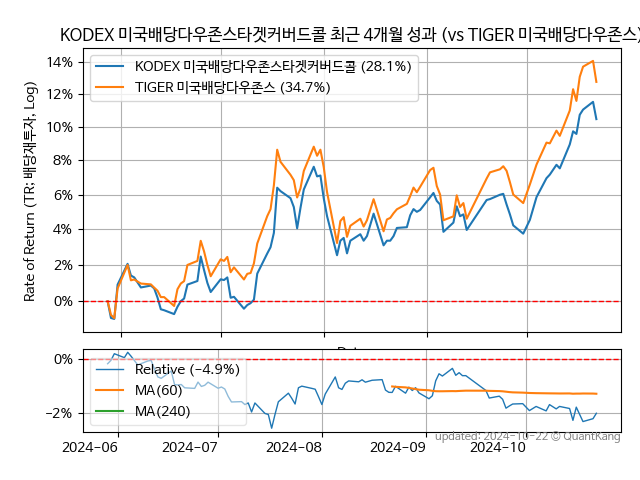 KODEX 미국배당다우존스타겟커버드콜 최근 4개월 성과 (vs TIGER 미국배당다우존스)
Rate of Return (TR: 배당재투자, Log)
14%
12%
10%
8%
6%
4%
2%
0%
KODEX 미국배당다우존스타겟커버드콜 (28.1%)
TIGER 미국배당다우존스 (34.7%)
0%
−2%
Relative (−4.9%)
MA(60)
MA(240)
2024−06
2024−07
2024−08
2024−09
2024−10
updated: 2024−10−22 © QuantKang